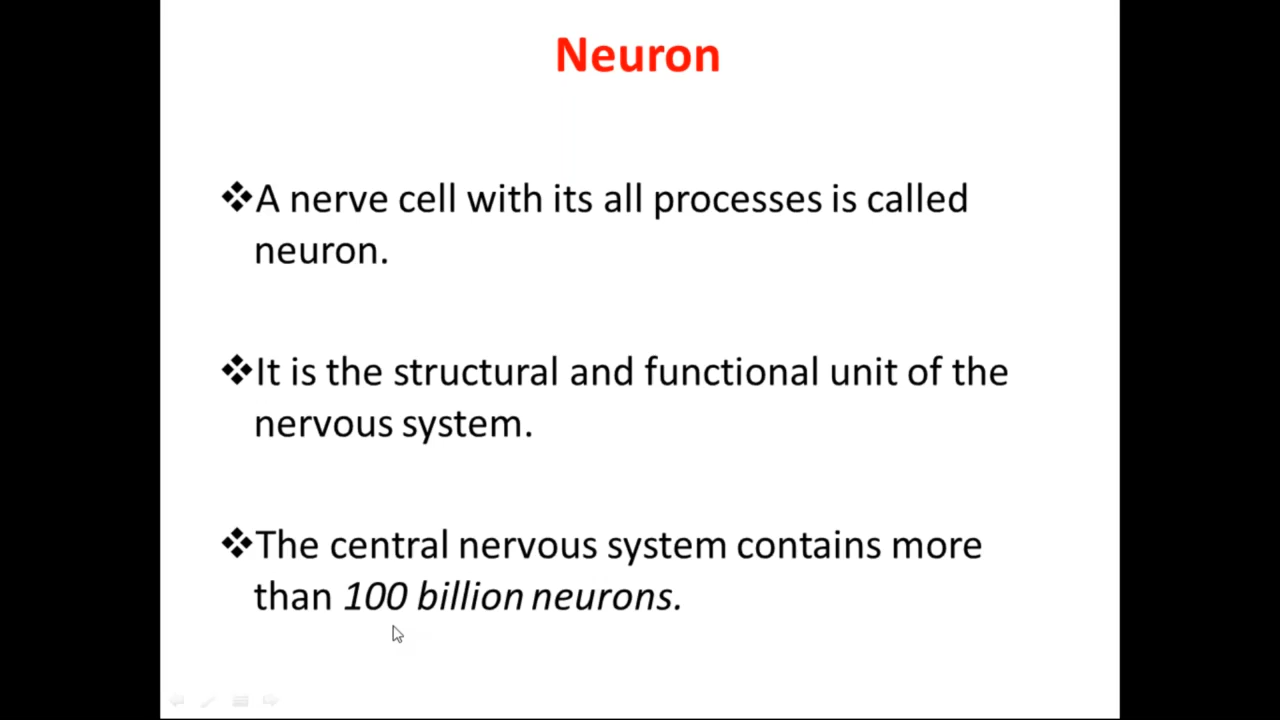 Neuron
❖A nerve cell with its all processes is called
neuron.
❖It is the structural and functional unit of the
nervous system.
❖The central nervous system contains more
than 100 billion neurons.